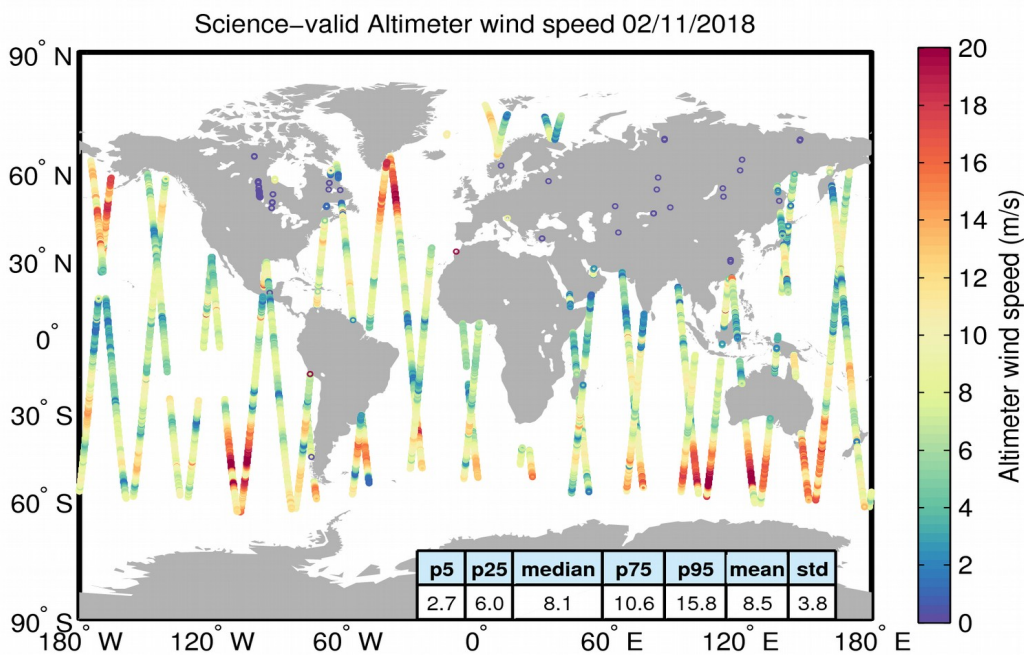 Science−valid Altimeter wind speed 02/11/2018
90° N
60° N
30° N
0°
30° S
60° S
90° S
180° W 120° W 60° W 0° 60° E 120° E 180° E
p5 p25 median p75 p95 mean std
2.7 6.0 8.1 10.6 15.8 8.5 3.8
20
18
16
14
12
10
8
6
4
2
0
Altimeter wind speed (m/s)